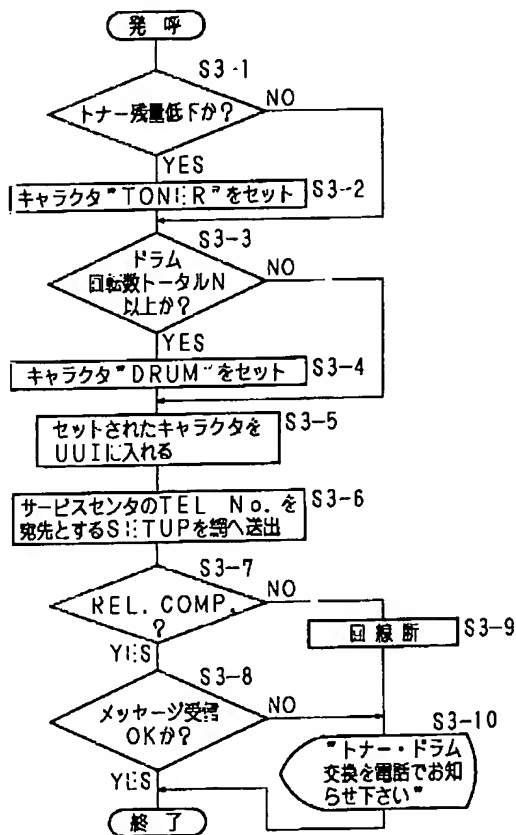 発呼
S3-1
トナー残量低下か?
NO
YES
キャラクタ"TONER"をセット
S3-2
S3-3
ドラム
回転数トータルN
以上か?
NO
YES
キャラクタ"DRUM"をセット
S3-4
セットされたキャラクタを
UUIに入れる
S3-5
サービスセンタのTEL No.を
宛先とするSETUPを網へ送出
S3-6
S3-7
REL. COMP.
?
NO
YES
回線断
S3-9
S3-8
メッセージ受信
OKか?
NO
YES
S3-10
"トナー・ドラム
交換を電話でお知
らせ下さい"
終了